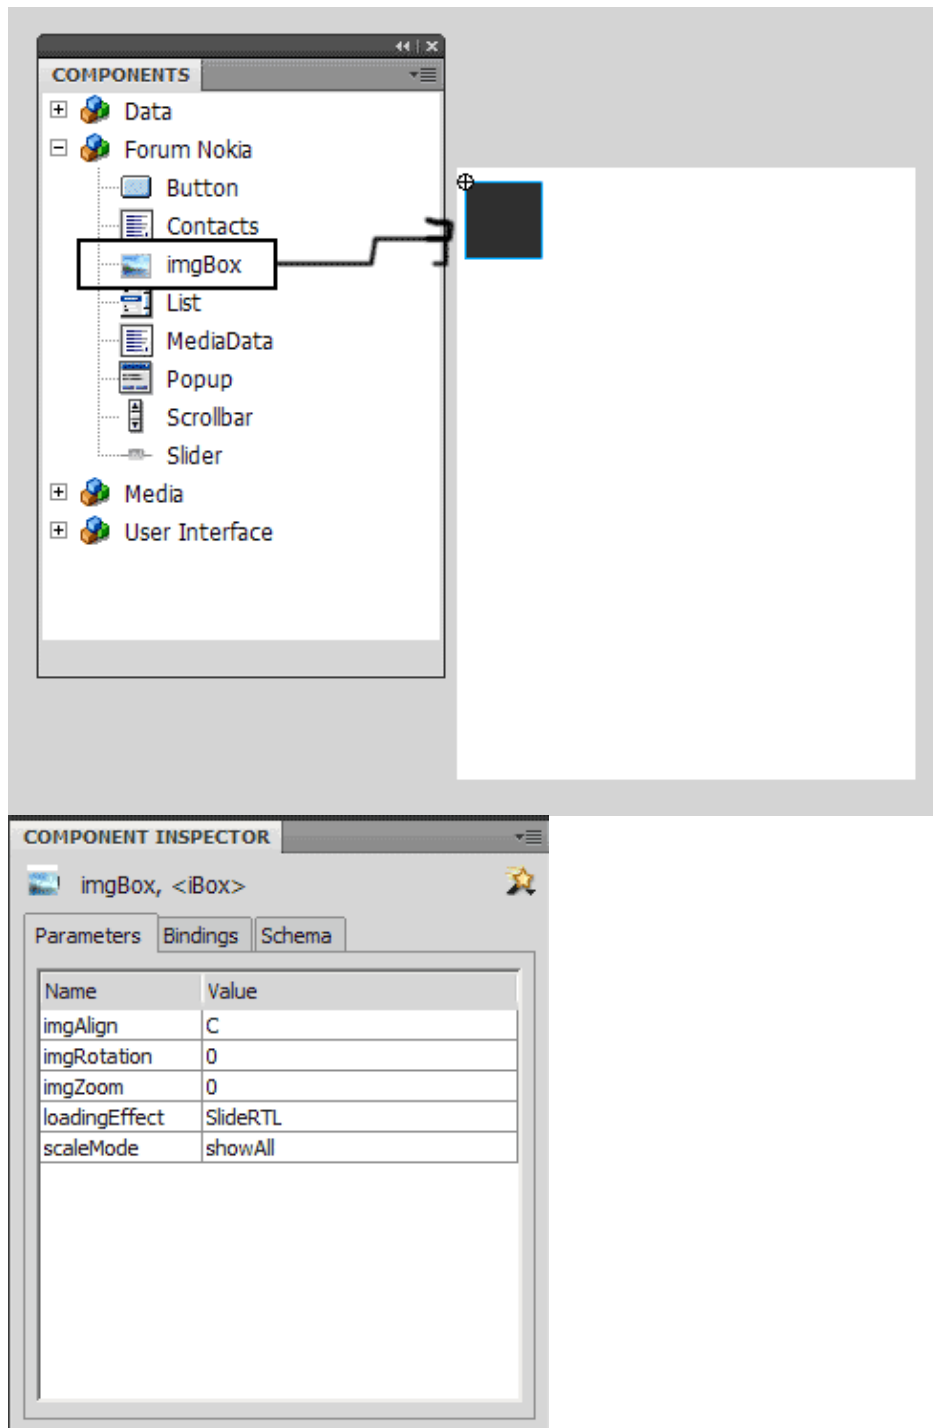 COMPONENTS
Data
Forum Nokia
Button
Contacts
imgBox
List
MediaData
Popup
Scrollbar
Slider
Media
User Interface
COMPONENT INSPECTOR
imgBox, <iBox>
Parameters Bindings Schema
Name Value
imgAlign C
imgRotation 0
imgZoom 0
loadingEffect SlideRTL
scaleMode showAll